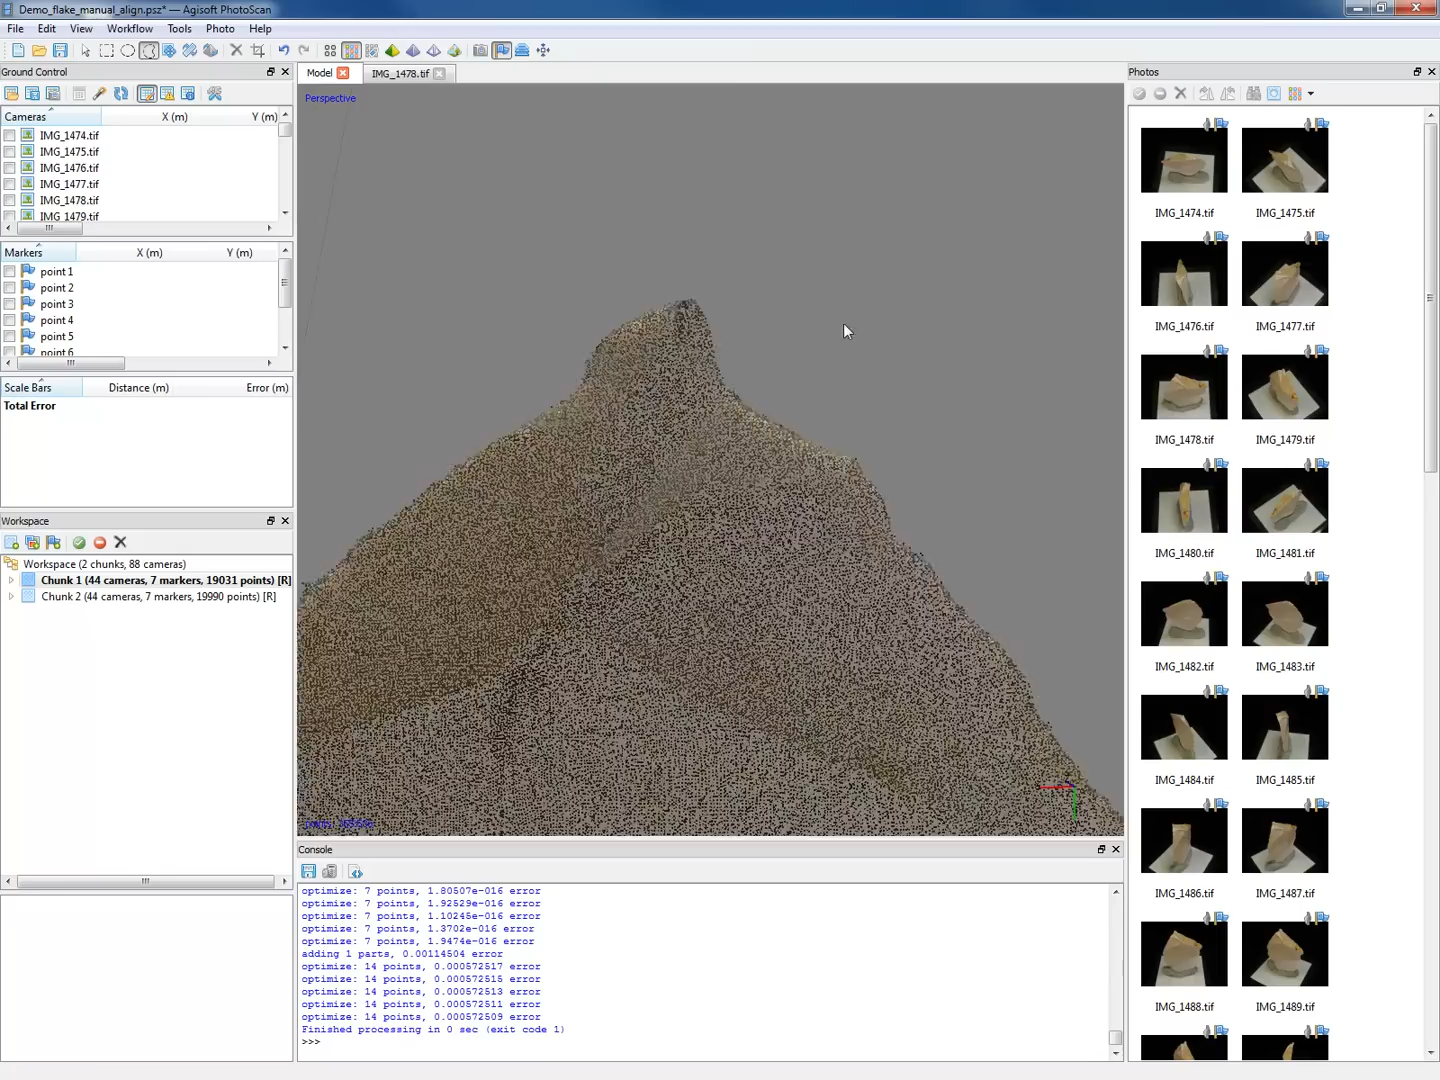 Demo_flake_manual_align.psz* — Agisoft PhotoScan
File Edit View Workflow Tools Photo Help
Ground Control
Cameras X (m) Y (m)
IMG_1474.tif
IMG_1475.tif
IMG_1476.tif
IMG_1477.tif
IMG_1478.tif
IMG_1479.tif
Markers X (m) Y (m)
point 1
point 2
point 3
point 4
point 5
point 6
Scale Bars Distance (m) Error (m)
Total Error
Workspace
Workspace (2 chunks, 88 cameras)
Chunk 1 (44 cameras, 7 markers, 19031 points) [R]
Chunk 2 (44 cameras, 7 markers, 19990 points) [R]
Model IMG_1478.tif
Perspective
Console
optimize: 7 points, 1.80507e-016 error
optimize: 7 points, 1.92529e-016 error
optimize: 7 points, 1.10245e-016 error
optimize: 7 points, 1.3702e-016 error
optimize: 7 points, 1.9474e-016 error
adding 1 parts, 0.00114504 error
optimize: 14 points, 0.000572517 error
optimize: 14 points, 0.000572515 error
optimize: 14 points, 0.000572513 error
optimize: 14 points, 0.000572511 error
optimize: 14 points, 0.000572509 error
Finished processing in 0 sec (exit code 1)
>>>
Photos
IMG_1474.tif IMG_1475.tif
IMG_1476.tif IMG_1477.tif
IMG_1478.tif IMG_1479.tif
IMG_1480.tif IMG_1481.tif
IMG_1482.tif IMG_1483.tif
IMG_1484.tif IMG_1485.tif
IMG_1486.tif IMG_1487.tif
IMG_1488.tif IMG_1489.tif